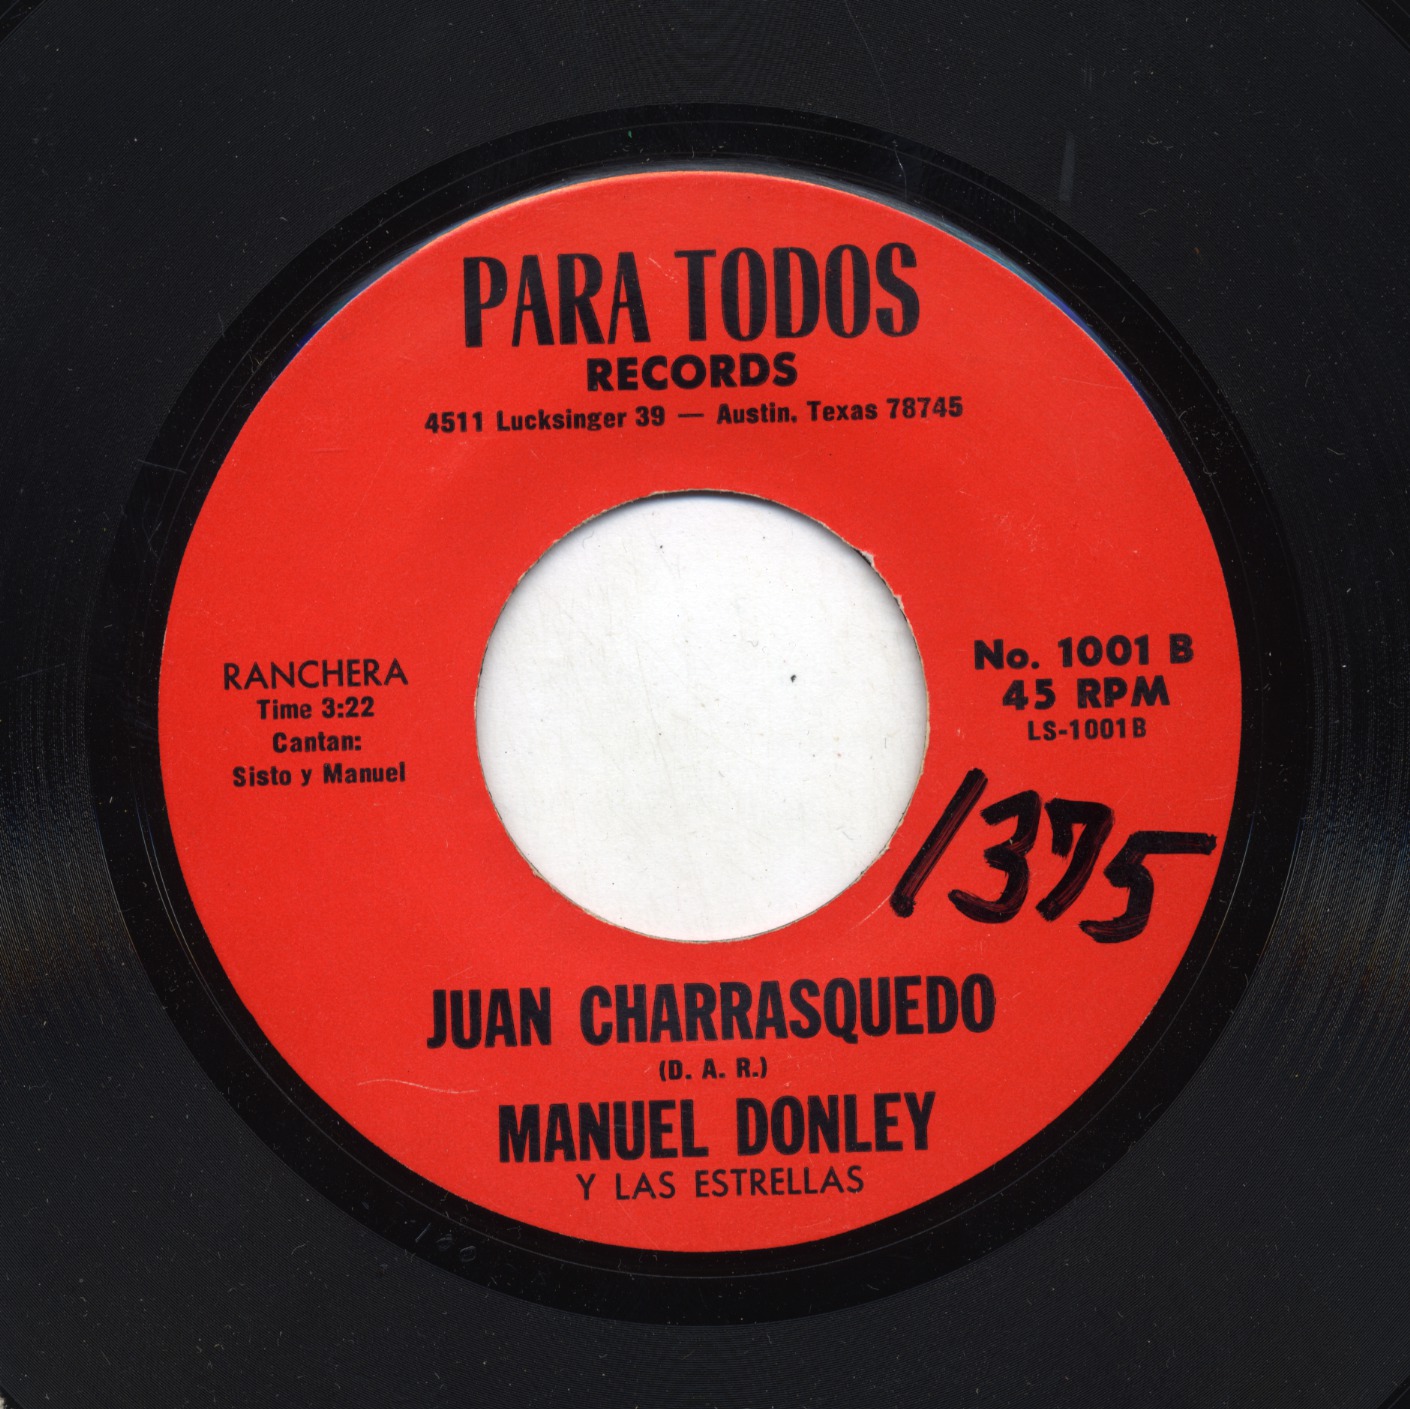 PARA TODOS
RECORDS
4511 Lucksinger 39 — Austin, Texas 78745
RANCHERA
Time 3:22
Cantan:
Sisto y Manuel
No. 1001 B
45 RPM
LS-1001B
1375
JUAN CHARRASQUEDO
(D. A. R.)
MANUEL DONLEY
Y LAS ESTRELLAS